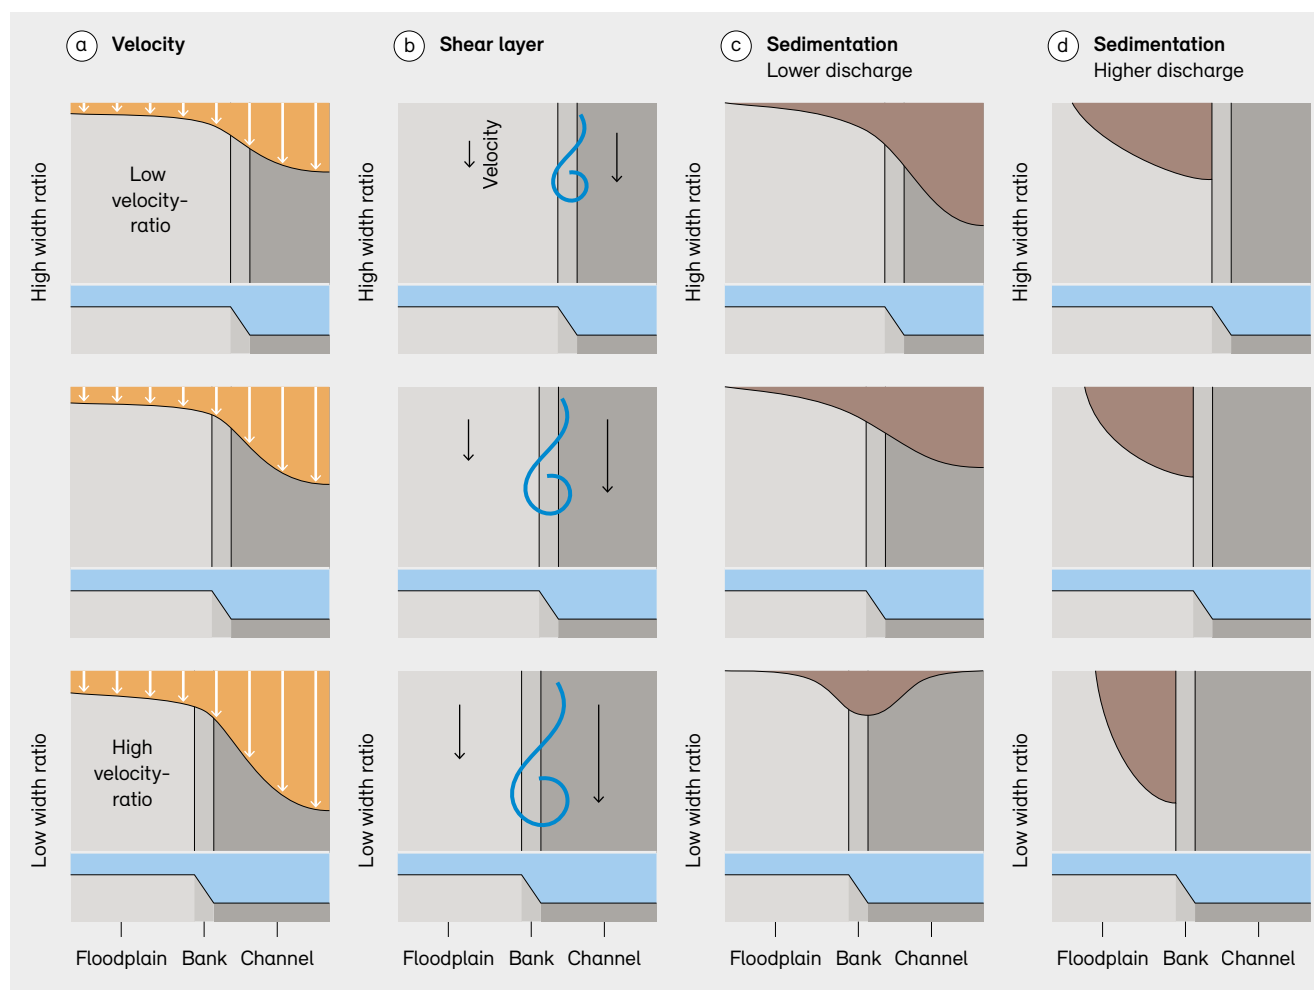 a Velocity
b Shear layer
c Sedimentation
Lower discharge
d Sedimentation
Higher discharge
High width ratio
Low
velocity-
ratio
High width ratio
Velocity
High width ratio
High width ratio
Low width ratio
High
velocity-
ratio
Low width ratio
Low width ratio
Low width ratio
Floodplain Bank Channel
Floodplain Bank Channel
Floodplain Bank Channel
Floodplain Bank Channel